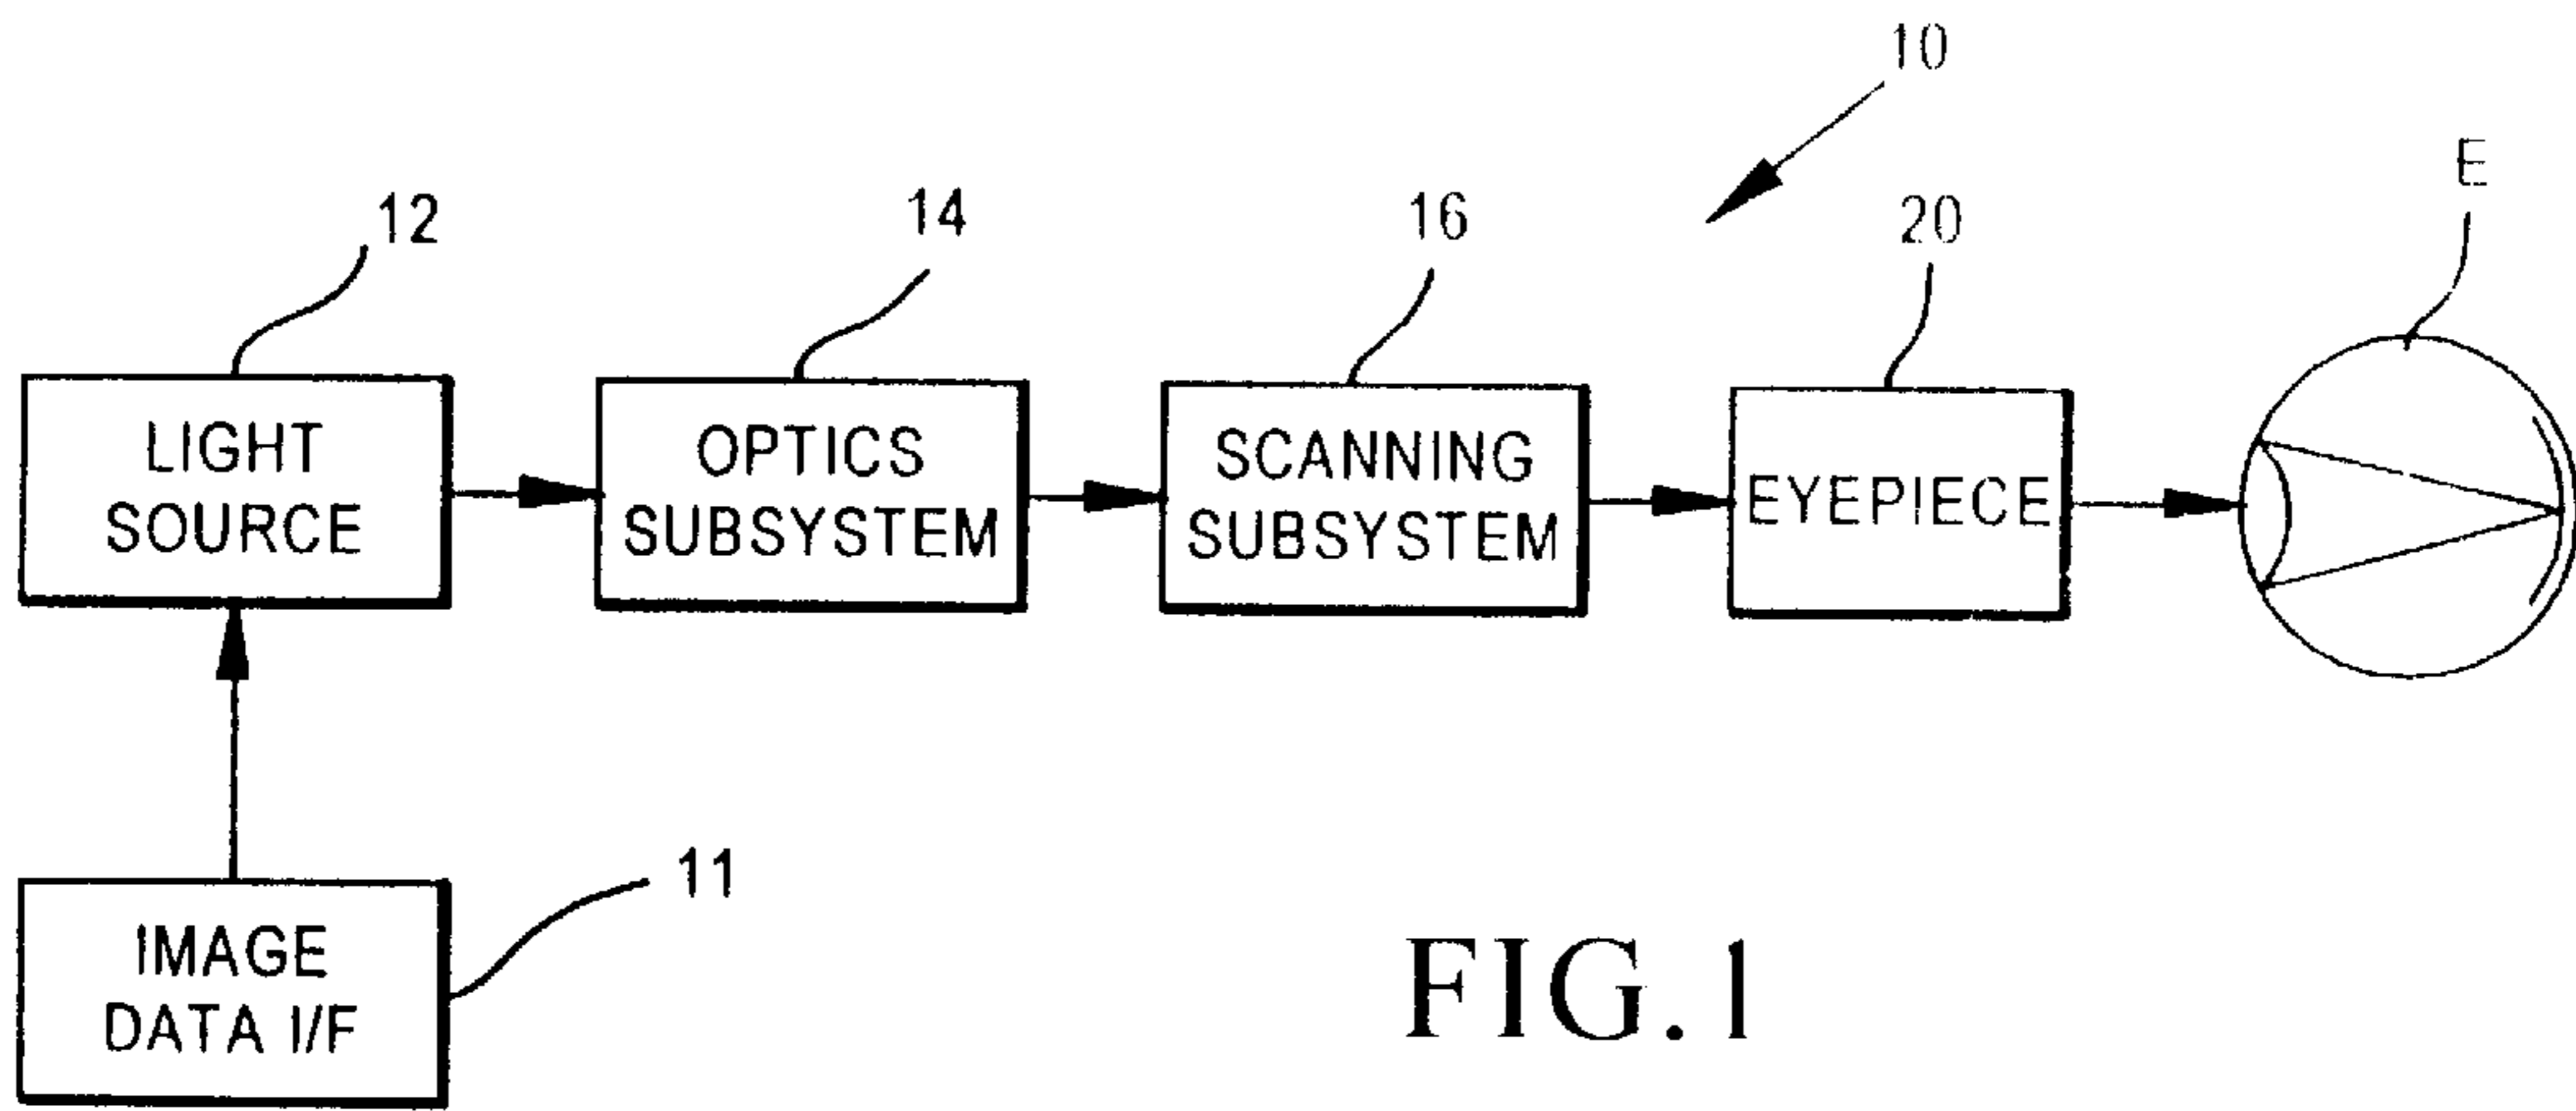 10
E
12
14
16
20
LIGHT
SOURCE
OPTICS
SUBSYSTEM
SCANNING
SUBSYSTEM
EYEPIECE
11
IMAGE
DATA I/F
FIG.1